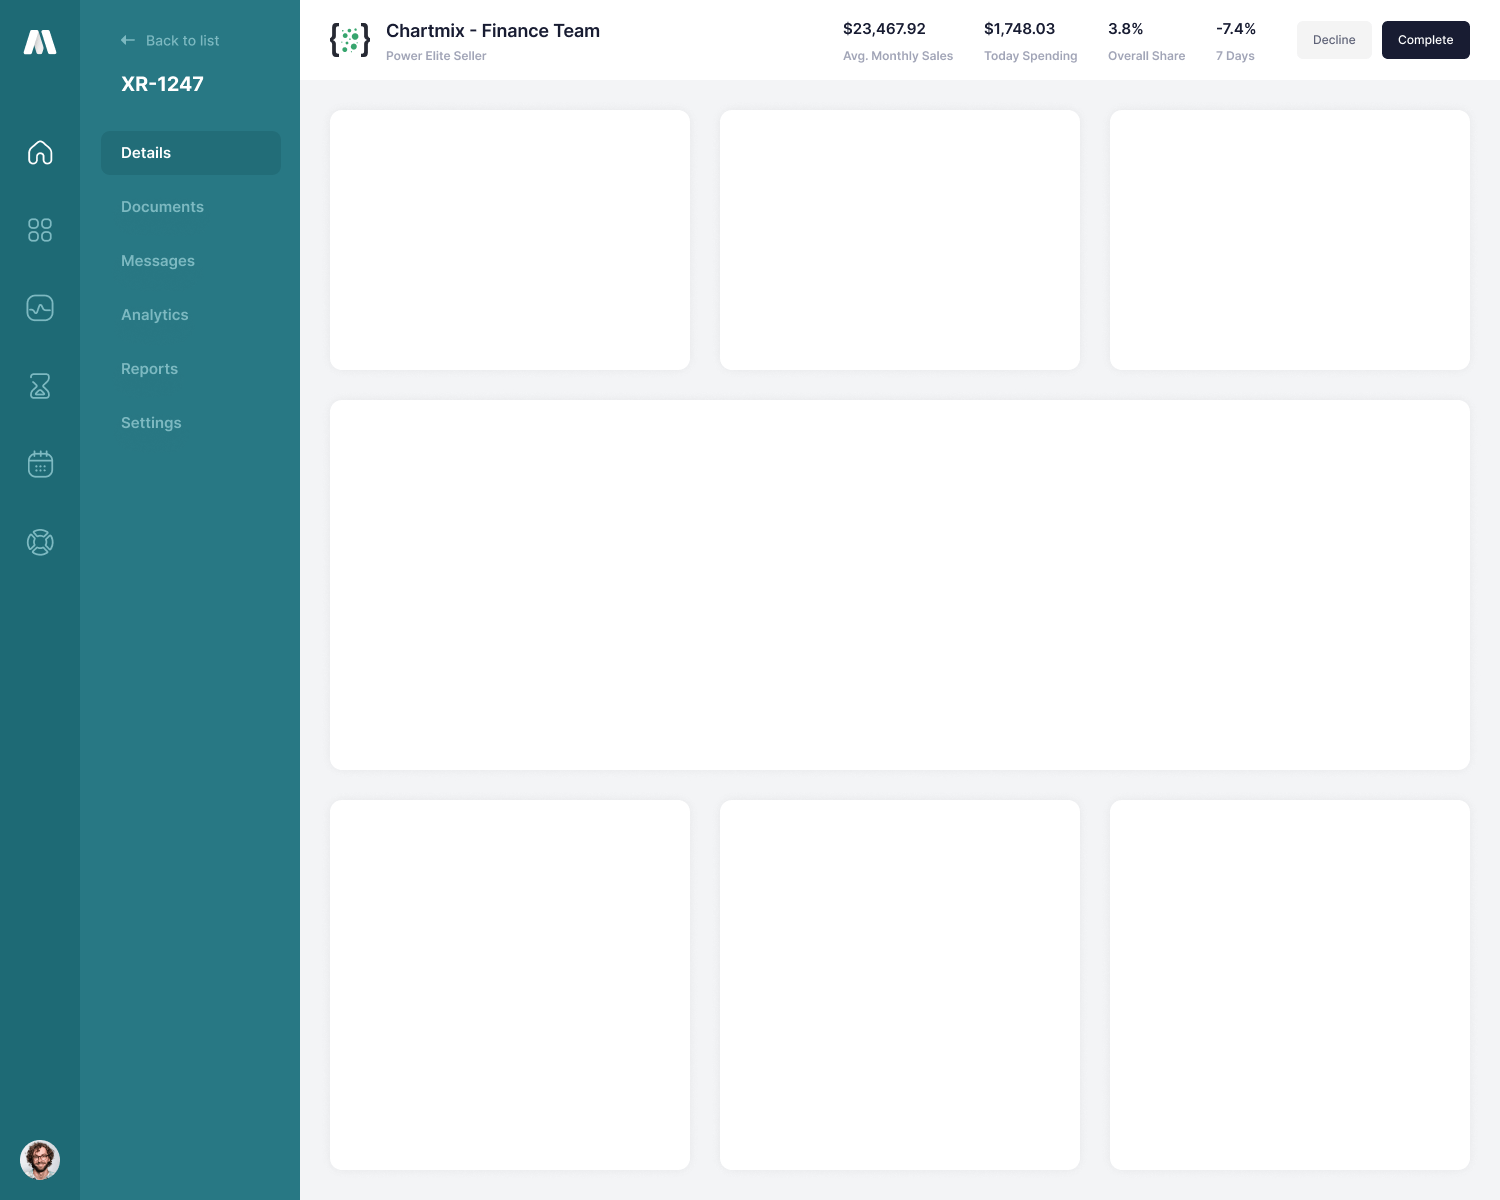 Back to list
XR-1247
Details
Documents
Messages
Analytics
Reports
Settings
Chartmix - Finance Team
Power Elite Seller
$23,467.92
Avg. Monthly Sales
$1,748.03
Today Spending
3.8%
Overall Share
-7.4%
7 Days
Decline
Complete